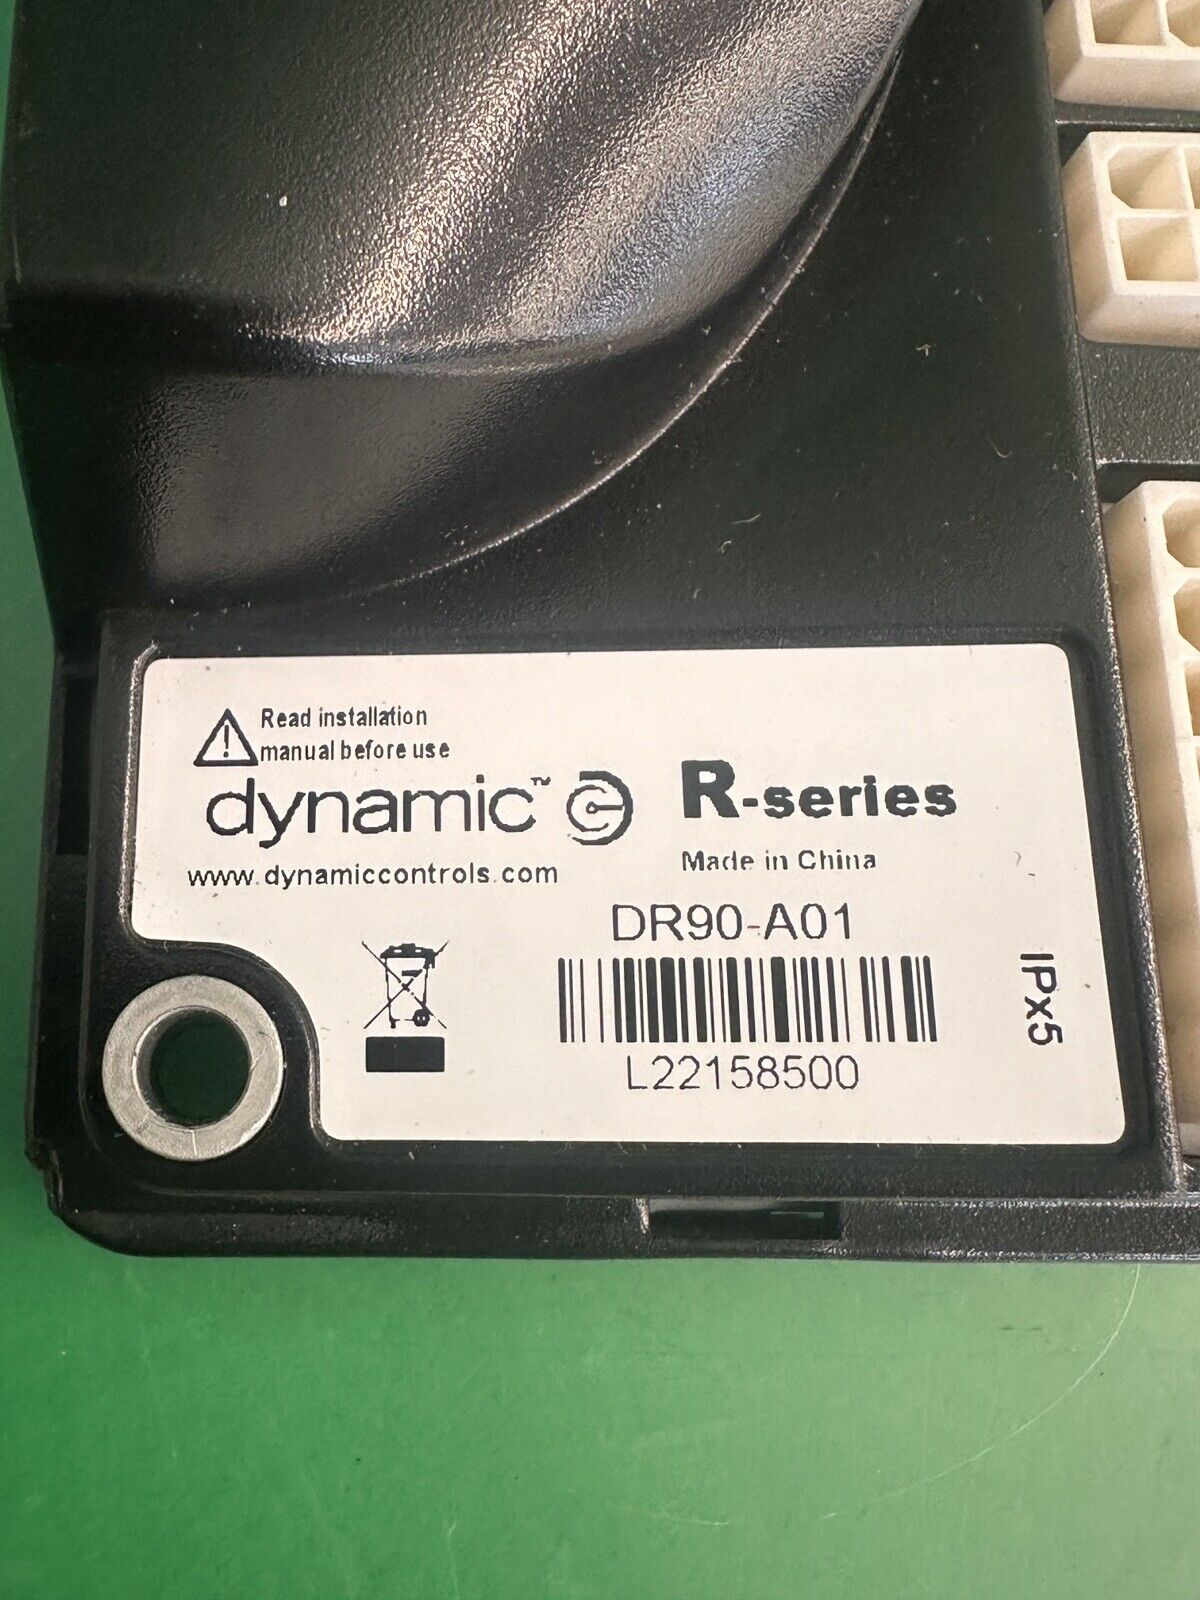 Read installation
manual before use
dynamic™
R-series
www.dynamiccontrols.com
Made in China
DR90-A01
L22158500
IPx5